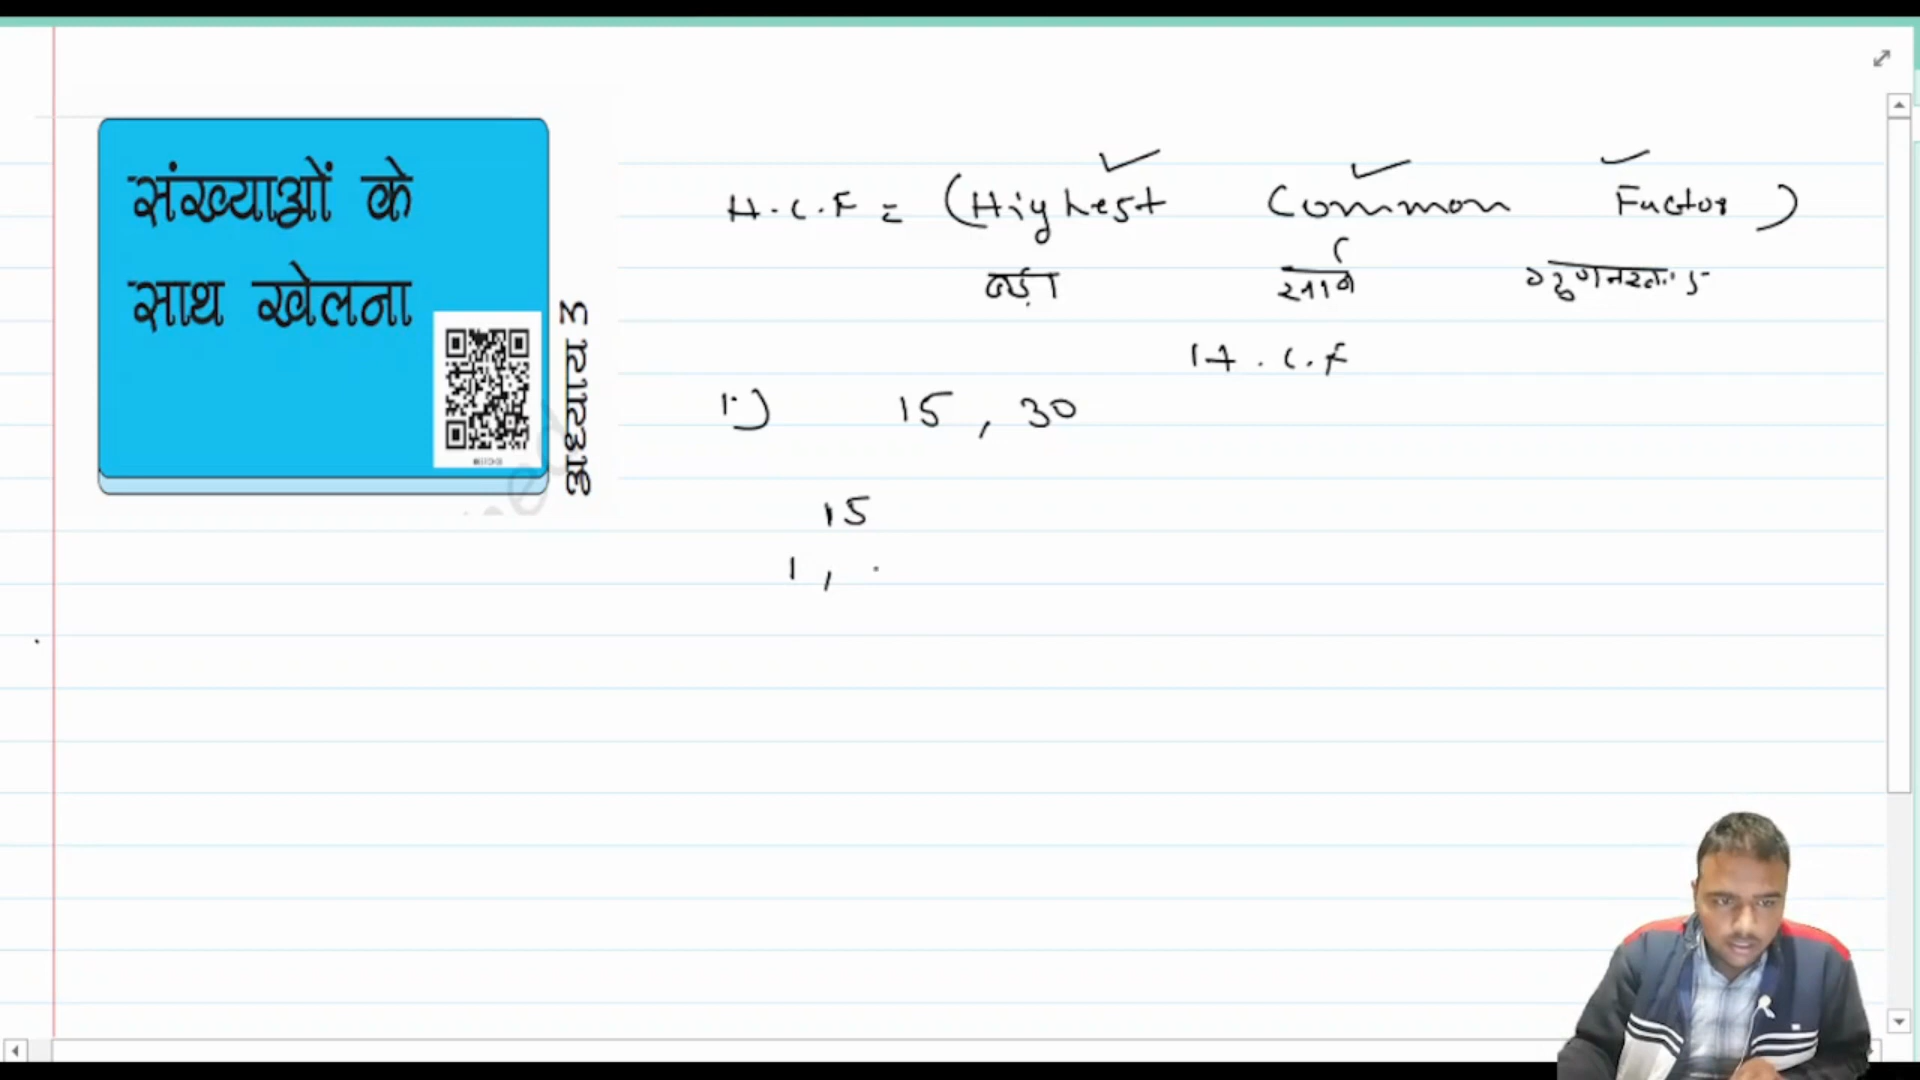 संख्याओं के
साथ खेलना
अध्याय 3
H.C.F = (Highest Common Factor)
बड़ा
H.C.F
1) 15, 30
15
1,